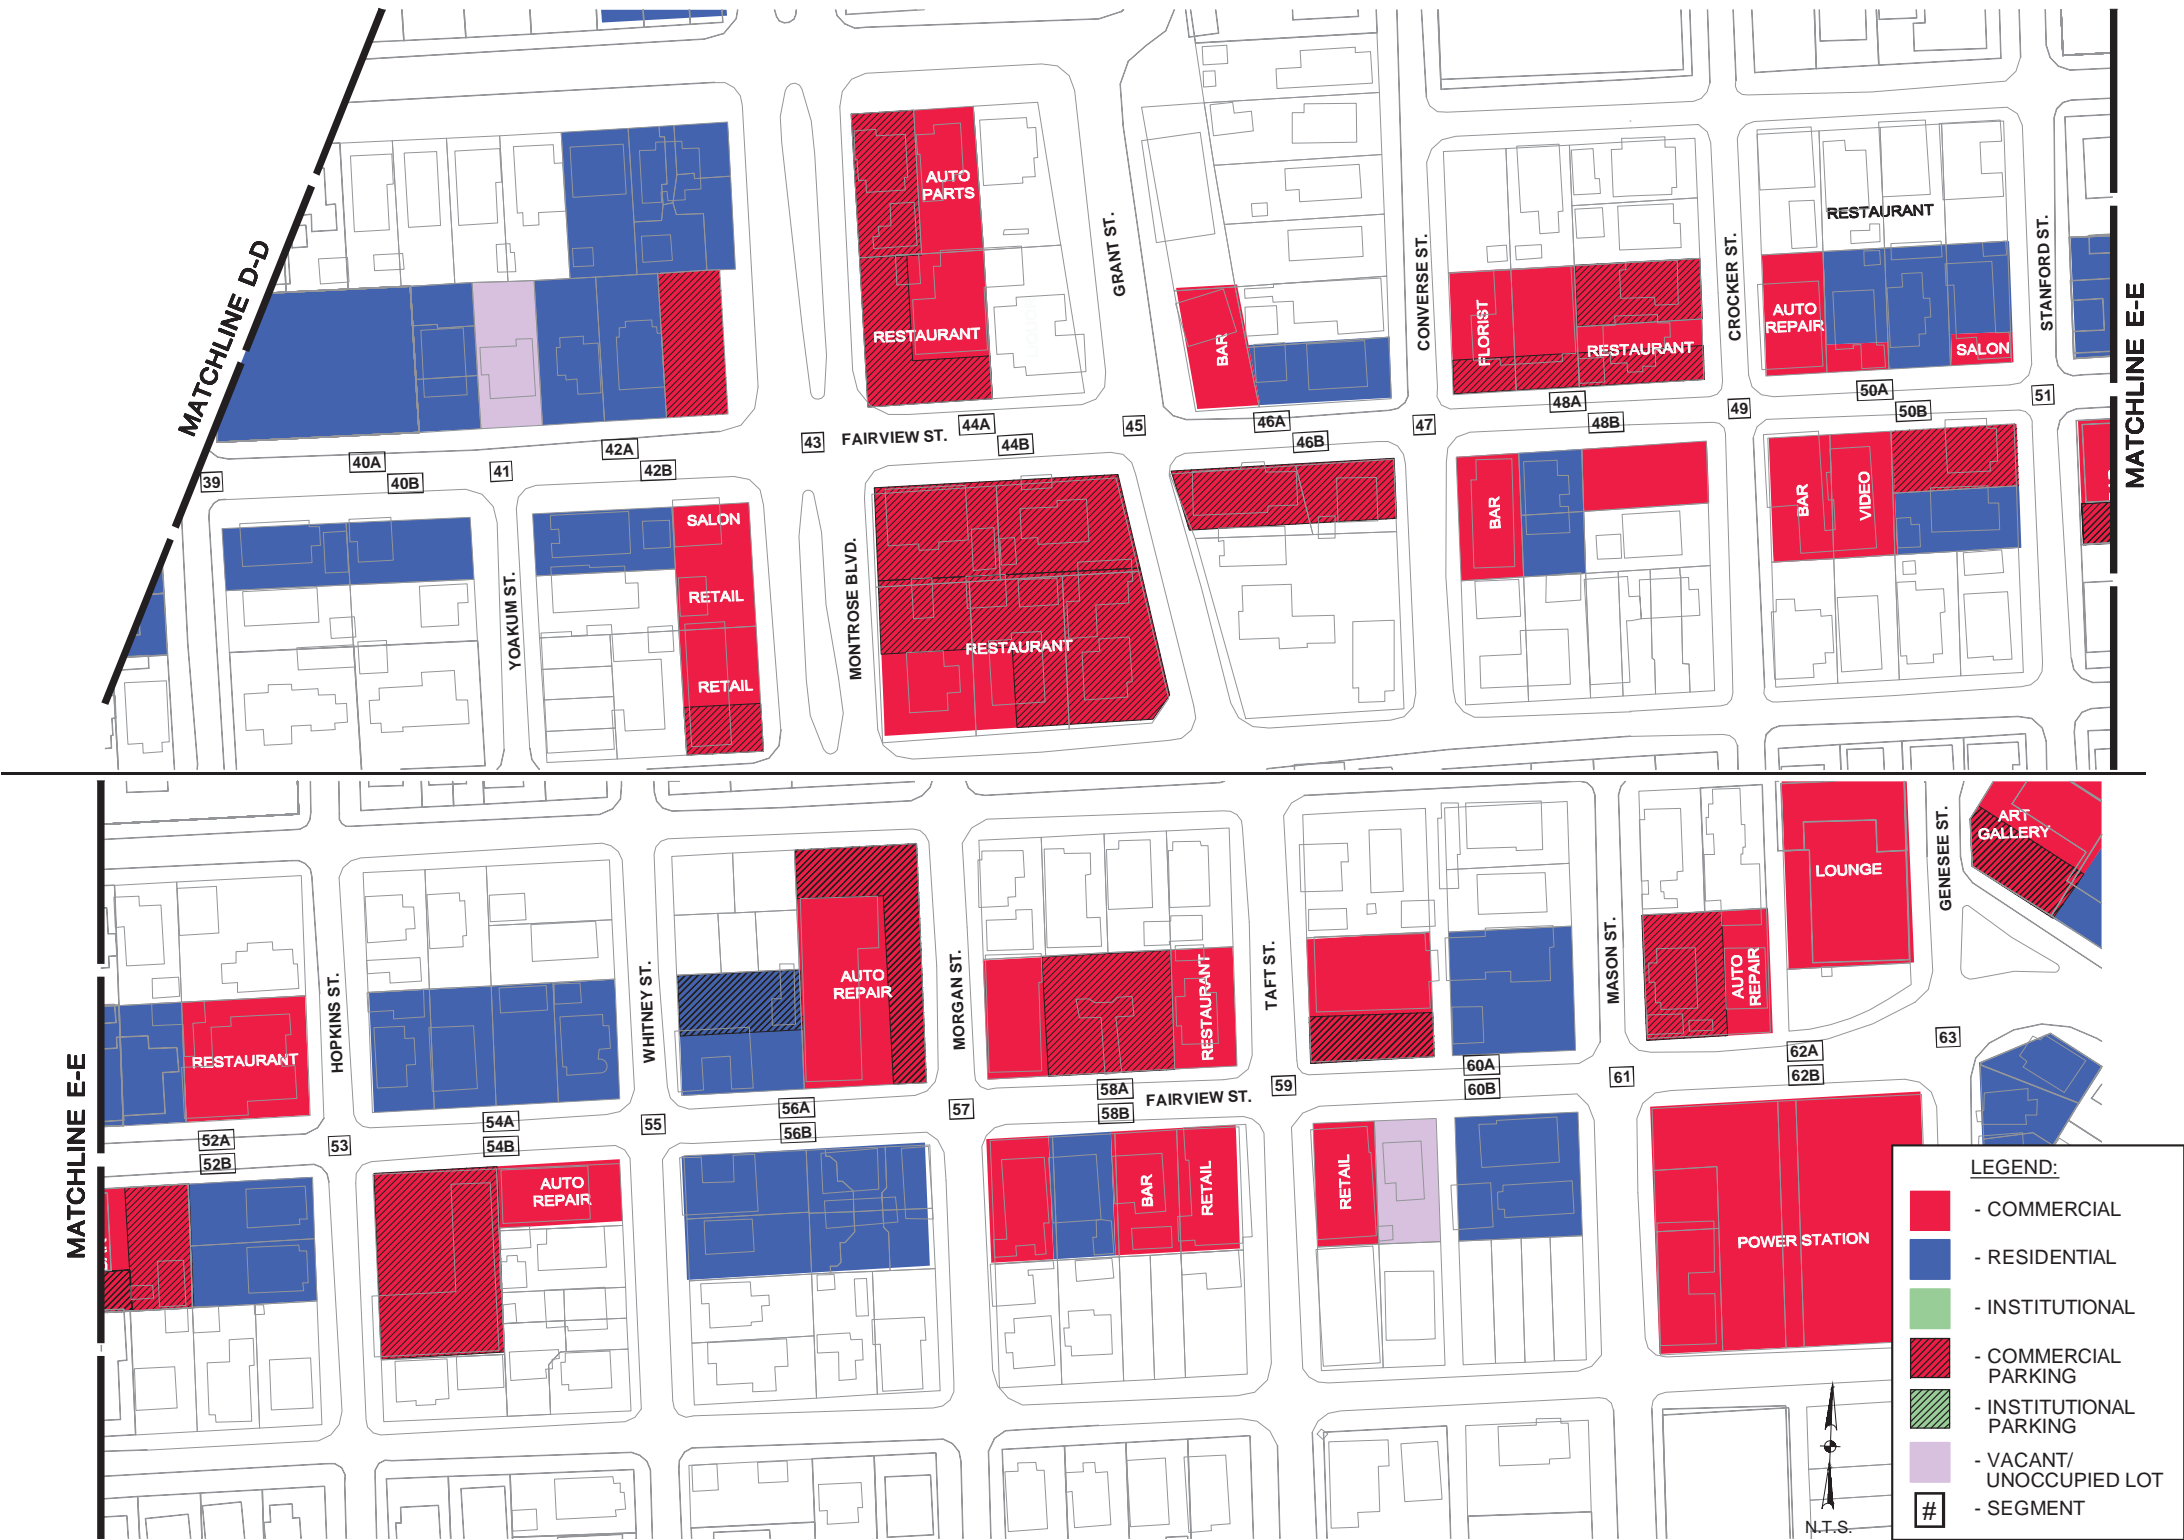 MATCHLINE D-D
AUTO
PARTS
RESTAURANT
GRANT ST.
BAR
CONVERSE ST.
FLORIST
RESTAURANT
CROCKER ST.
RESTAURANT
AUTO
REPAIR
SALON
STANFORD ST.
MATCHLINE E-E
39
40A
40B
41
42A
42B
43
FAIRVIEW ST.
44A
44B
45
46A
46B
47
48A
48B
49
50A
50B
51
YOAKUM ST.
SALON
RETAIL
RETAIL
MONTROSE BLVD.
RESTAURANT
BAR
BAR
VIDEO
MATCHLINE E-E
RESTAURANT
HOPKINS ST.
WHITNEY ST.
AUTO
REPAIR
MORGAN ST.
RESTAURANT
TAFT ST.
MASON ST.
AUTO
REPAIR
LOUNGE
GENESEE ST.
ART
GALLERY
52A
52B
53
54A
54B
55
56A
56B
57
58A
58B
FAIRVIEW ST.
59
60A
60B
61
62A
62B
63
AUTO
REPAIR
BAR
RETAIL
RETAIL
POWER STATION
LEGEND:
- COMMERCIAL
- RESIDENTIAL
- INSTITUTIONAL
- COMMERCIAL
PARKING
- INSTITUTIONAL
PARKING
- VACANT/
UNOCCUPIED LOT
# - SEGMENT
N.T.S.